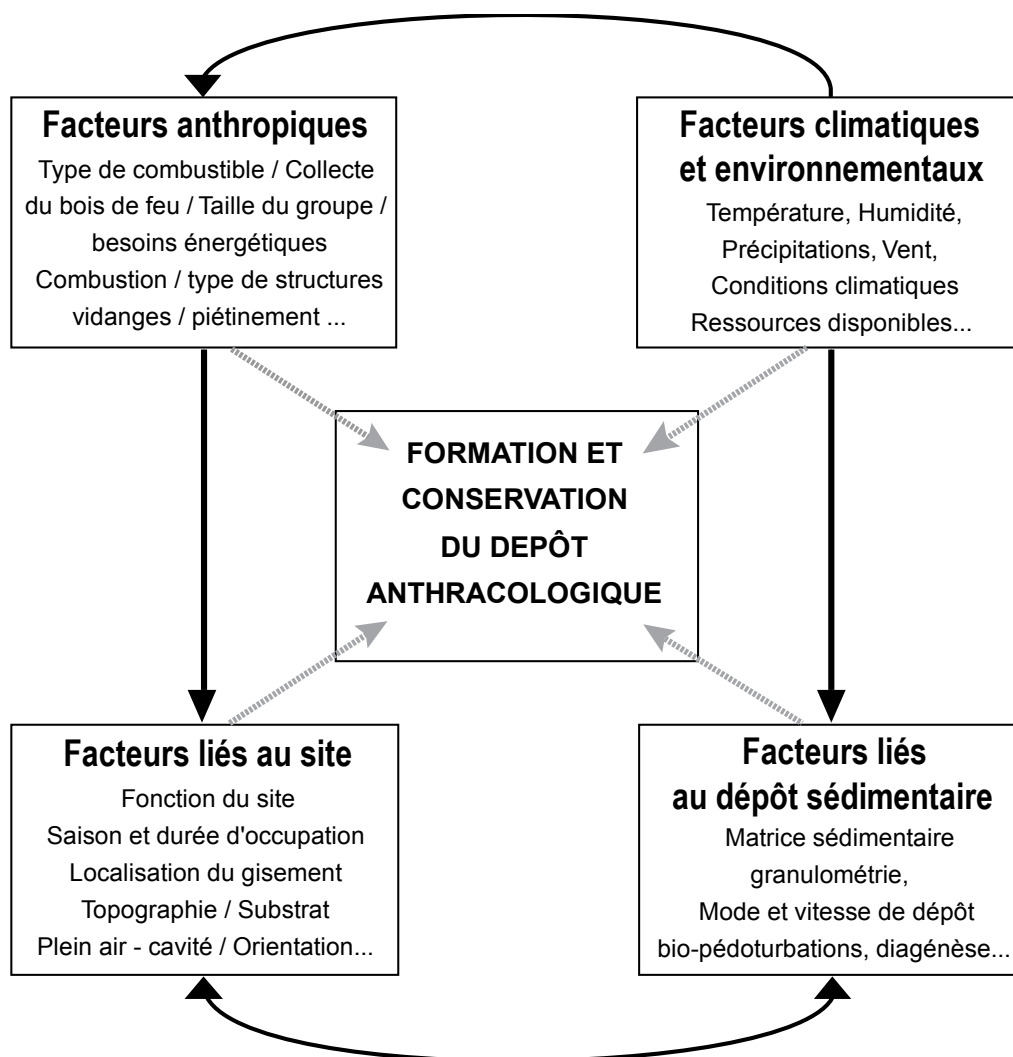 Facteurs anthropiques
Type de combustible / Collecte
du bois de feu / Taille du groupe /
besoins énergétiques
Combustion / type de structures
vidanges / piétinement ...
Facteurs climatiques
et environnementaux
Température, Humidité,
Précipitations, Vent,
Conditions climatiques
Ressources disponibles...
FORMATION ET
CONSERVATION
DU DEPÔT
ANTHRACOLOGIQUE
Facteurs liés au site
Fonction du site
Saison et durée d'occupation
Localisation du gisement
Topographie / Substrat
Plein air - cavité / Orientation...
Facteurs liés
au dépôt sédimentaire
Matrice sédimentaire
granulométrie,
Mode et vitesse de dépôt
bio-pédoturbations, diagénèse...